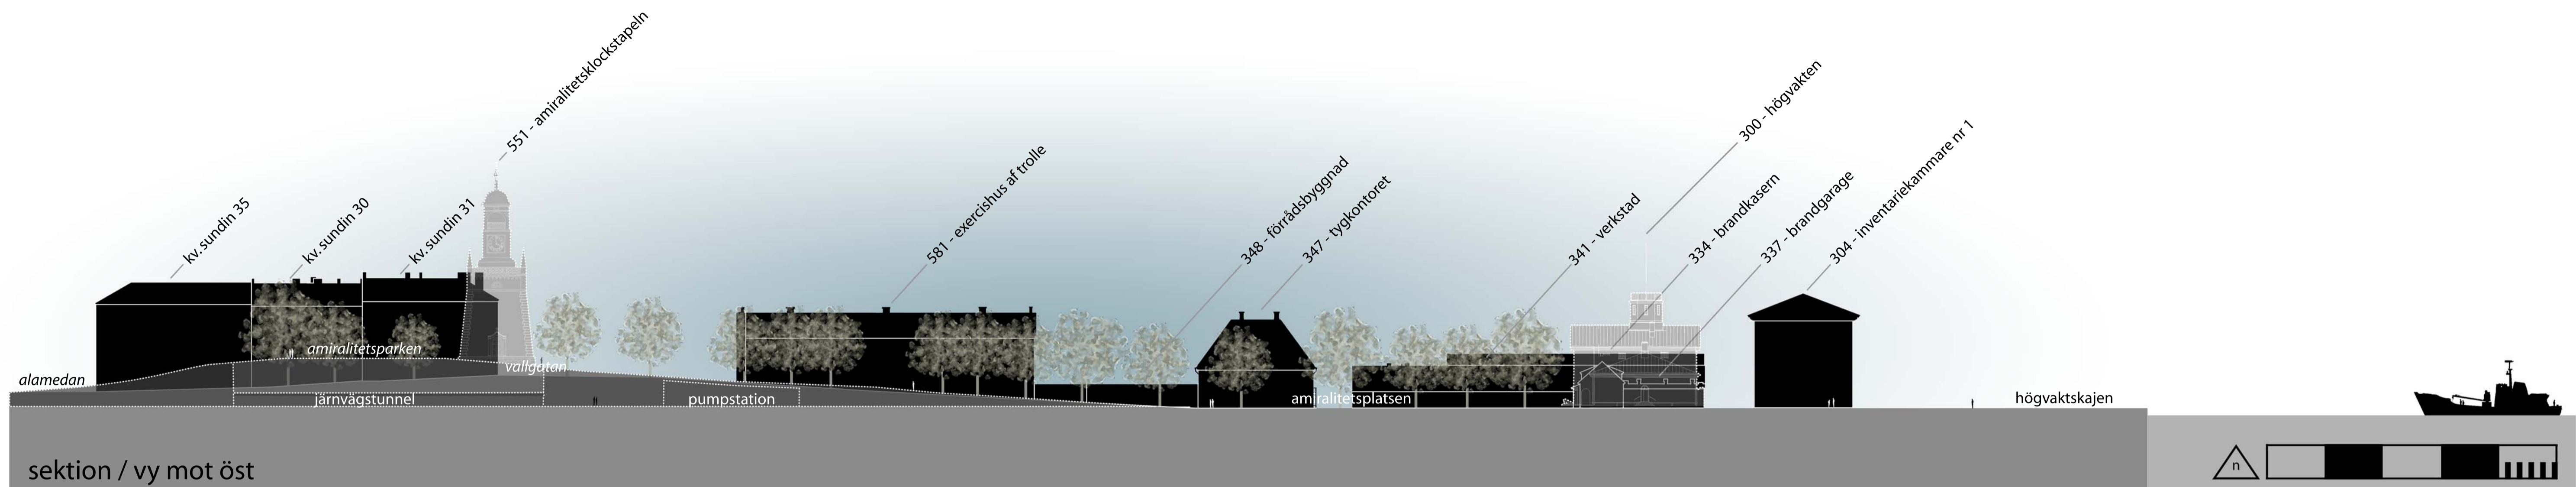 kv. sundin 35
kv. sundin 30
kv. sundin 31
551 - amiralitetsklockstapeln
581 - exercishus af trolle
348 - förrådsbyggnad
347 - tygkontoret
341 - verkstad
300 - högvakten
334 - brandkasern
337 - brandgarage
304 - inventariekammare nr 1
amiralitetsparken
vallgatan
alamedan
järnvägstunnel
pumpstation
amiralitetsplatsen
högvaktskajen
sektion / vy mot öst
n